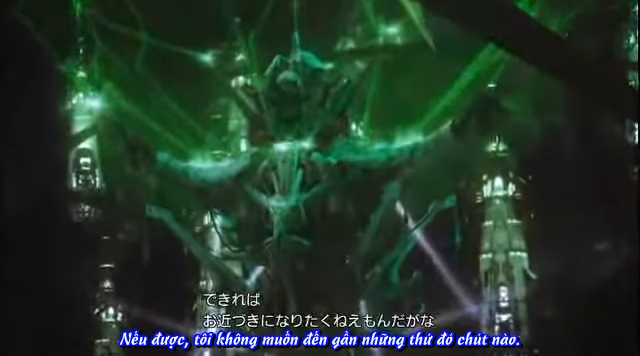 できれば
お近づきになりたくねえもんだがな
Nếu được, tôi không muốn đến gần những thứ đó chút nào.